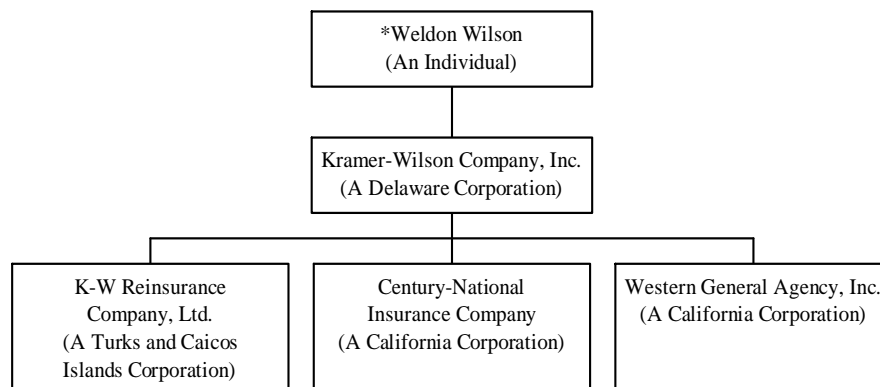 *Weldon Wilson
(An Individual)
Kramer-Wilson Company, Inc.
(A Delaware Corporation)
K-W Reinsurance
Company, Ltd.
(A Turks and Caicos
Islands Corporation)
Century-National
Insurance Company
(A California Corporation)
Western General Agency, Inc.
(A California Corporation)